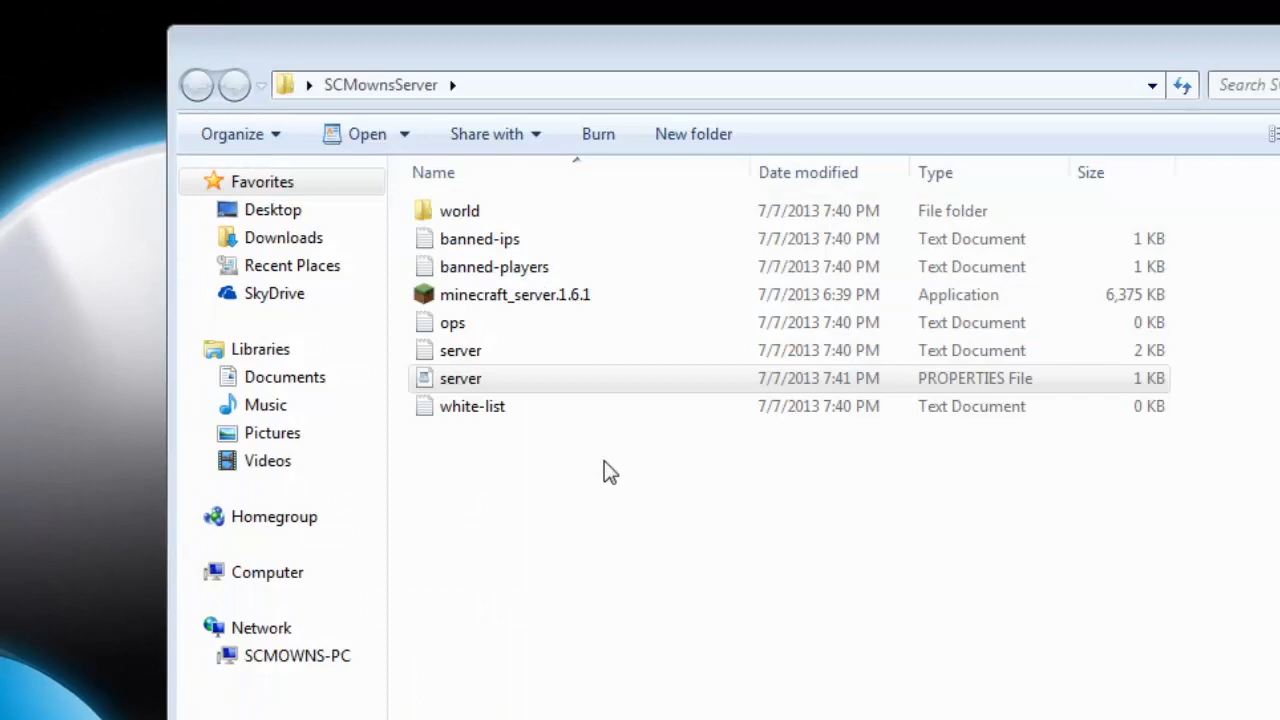 SCMownsServer
Search S
Organize
Open
Share with
Burn
New folder
Name Date modified Type Size
Favorites
Desktop
Downloads
Recent Places
SkyDrive
Libraries
Documents
Music
Pictures
Videos
Homegroup
Computer
Network
SCMOWNS-PC
world 7/7/2013 7:40 PM File folder
banned-ips 7/7/2013 7:40 PM Text Document 1 KB
banned-players 7/7/2013 7:40 PM Text Document 1 KB
minecraft_server.1.6.1 7/7/2013 6:39 PM Application 6,375 KB
ops 7/7/2013 7:40 PM Text Document 0 KB
server 7/7/2013 7:40 PM Text Document 2 KB
server 7/7/2013 7:41 PM PROPERTIES File 1 KB
white-list 7/7/2013 7:40 PM Text Document 0 KB